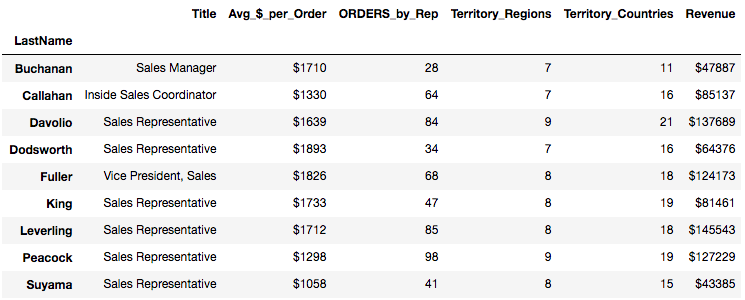 Title Avg_$_per_Order ORDERS_by_Rep Territory_Regions Territory_Countries Revenue
LastName
Buchanan Sales Manager $1710 28 7 11 $47887
Callahan Inside Sales Coordinator $1330 64 7 16 $85137
Davolio Sales Representative $1639 84 9 21 $137689
Dodsworth Sales Representative $1893 34 7 16 $64376
Fuller Vice President, Sales $1826 68 8 18 $124173
King Sales Representative $1733 47 8 19 $81461
Leverling Sales Representative $1712 85 8 18 $145543
Peacock Sales Representative $1298 98 9 19 $127229
Suyama Sales Representative $1058 41 8 15 $43385